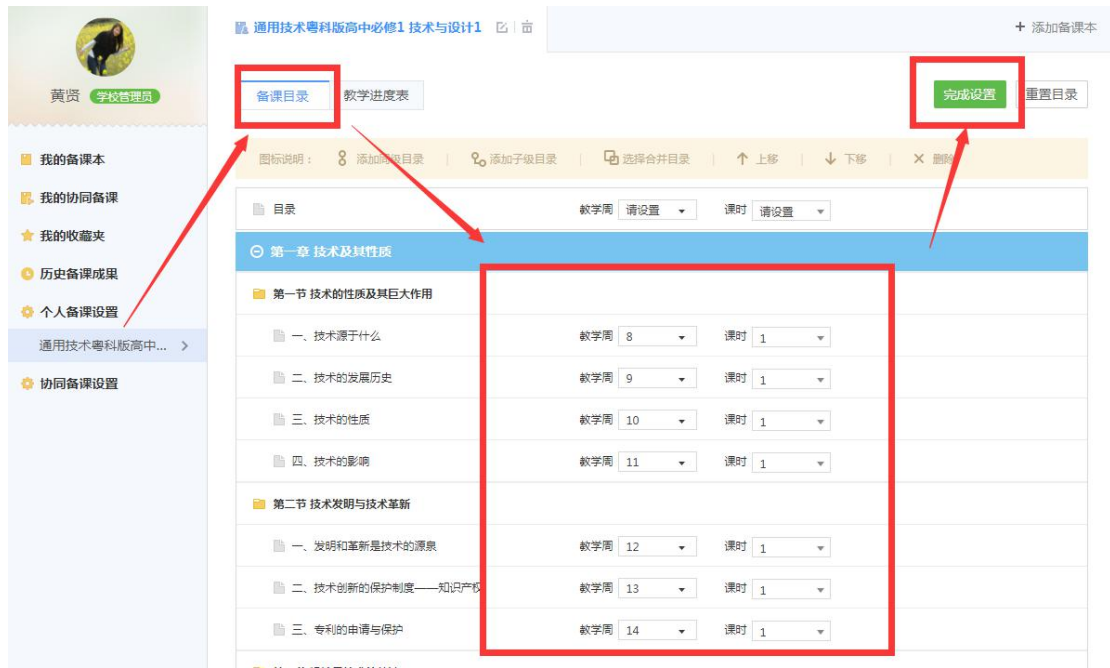 通用技术粤科版高中必修1 技术与设计1
+ 添加备课本
黄贤 学校管理员
备课目录 教学进度表
完成设置 重置目录
图标说明： 添加同级目录 | 添加子级目录 | 选择合并目录 | 上移 | 下移 | 删除
我的备课本
我的协同备课
我的收藏夹
历史备课成果
个人备课设置
通用技术粤科版高中... >
协同备课设置
目录 教学周 请设置 课时 请设置
第一章 技术及其性质
第一节 技术的性质及其巨大作用
一、技术源于什么 教学周 8 课时 1
二、技术的发展历史 教学周 9 课时 1
三、技术的性质 教学周 10 课时 1
四、技术的影响 教学周 11 课时 1
第二节 技术发明与技术革新
一、发明和革新是技术的源泉 教学周 12 课时 1
二、技术创新的保护制度——知识产权 教学周 13 课时 1
三、专利的申请与保护 教学周 14 课时 1